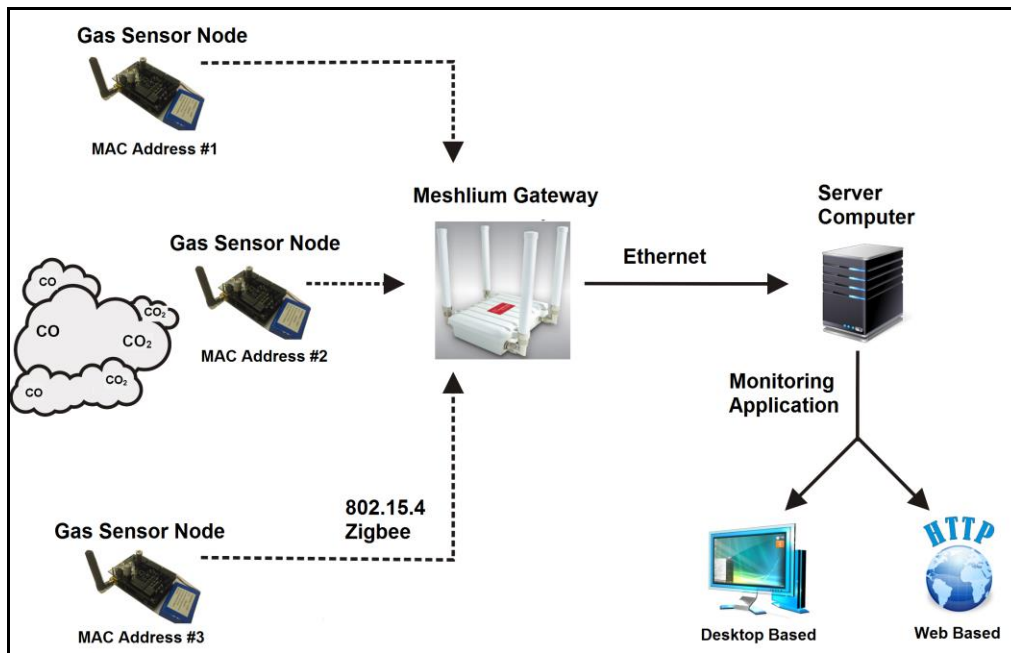 Gas Sensor Node
MAC Address #1
Meshlium Gateway
Server
Computer
Gas Sensor Node
MAC Address #2
CO
CO₂
CO
CO₂
CO₂
CO
Ethernet
Monitoring
Application
802.15.4
Zigbee
Gas Sensor Node
MAC Address #3
Desktop Based
HTTP
Web Based